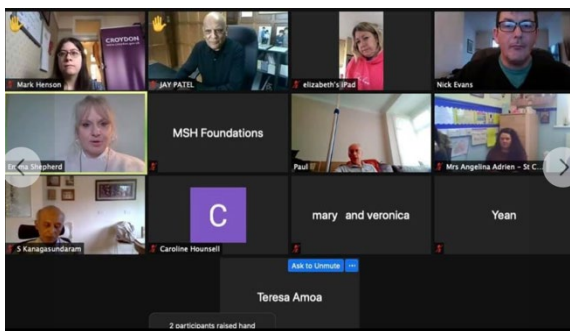 CROYDON
Mark Henson
JAY PATEL
elizabeth's iPad
Nick Evans
Emma Shepherd
MSH Foundations
Paul
Mrs Angelina Adrien – St C...
S Kanagasundaram
C
Caroline Hounsell
mary and veronica
Yean
Ask to Unmute
Teresa Amoa
2 participants raised hand